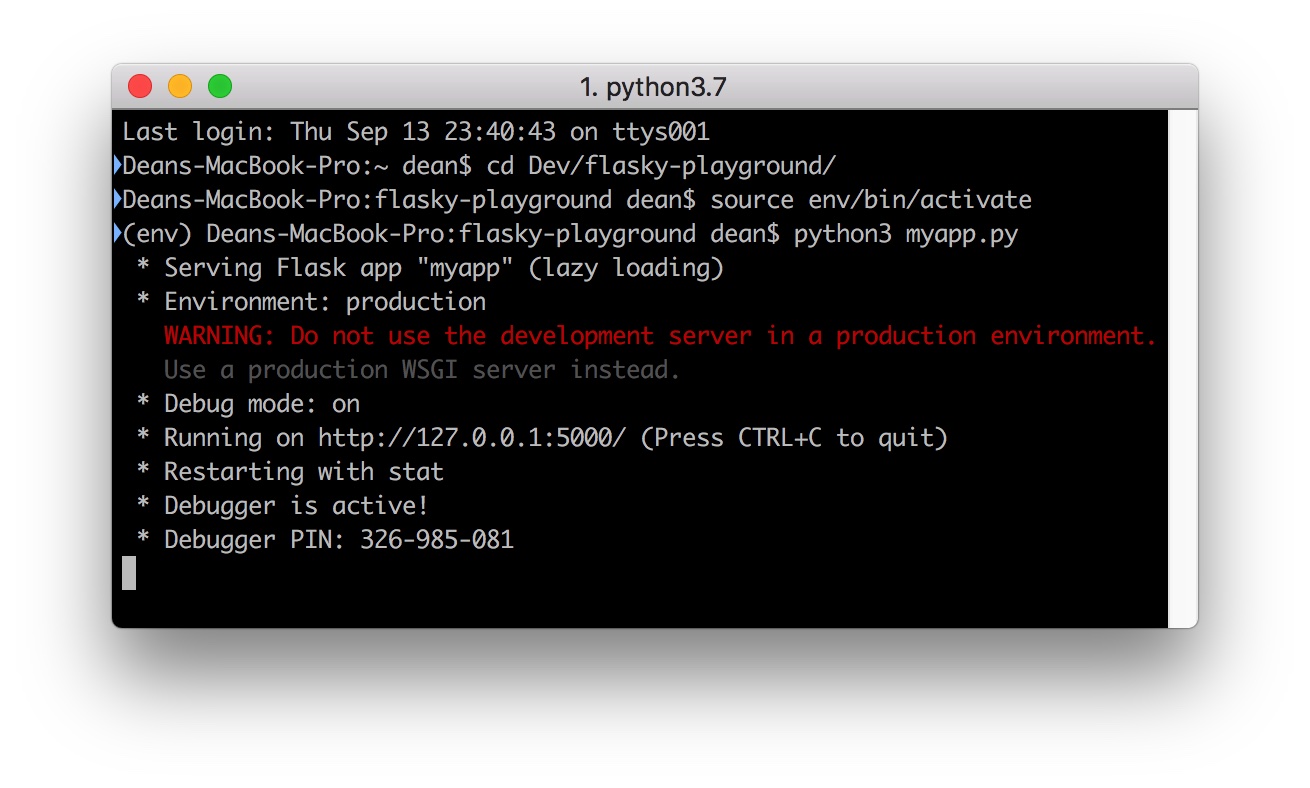 1. python3.7
Last login: Thu Sep 13 23:40:43 on ttys001
Deans-MacBook-Pro:~ dean$ cd Dev/flasky-playground/
Deans-MacBook-Pro:flasky-playground dean$ source env/bin/activate
(env) Deans-MacBook-Pro:flasky-playground dean$ python3 myapp.py
 * Serving Flask app "myapp" (lazy loading)
 * Environment: production
   WARNING: Do not use the development server in a production environment.
   Use a production WSGI server instead.
 * Debug mode: on
 * Running on http://127.0.0.1:5000/ (Press CTRL+C to quit)
 * Restarting with stat
 * Debugger is active!
 * Debugger PIN: 326-985-081